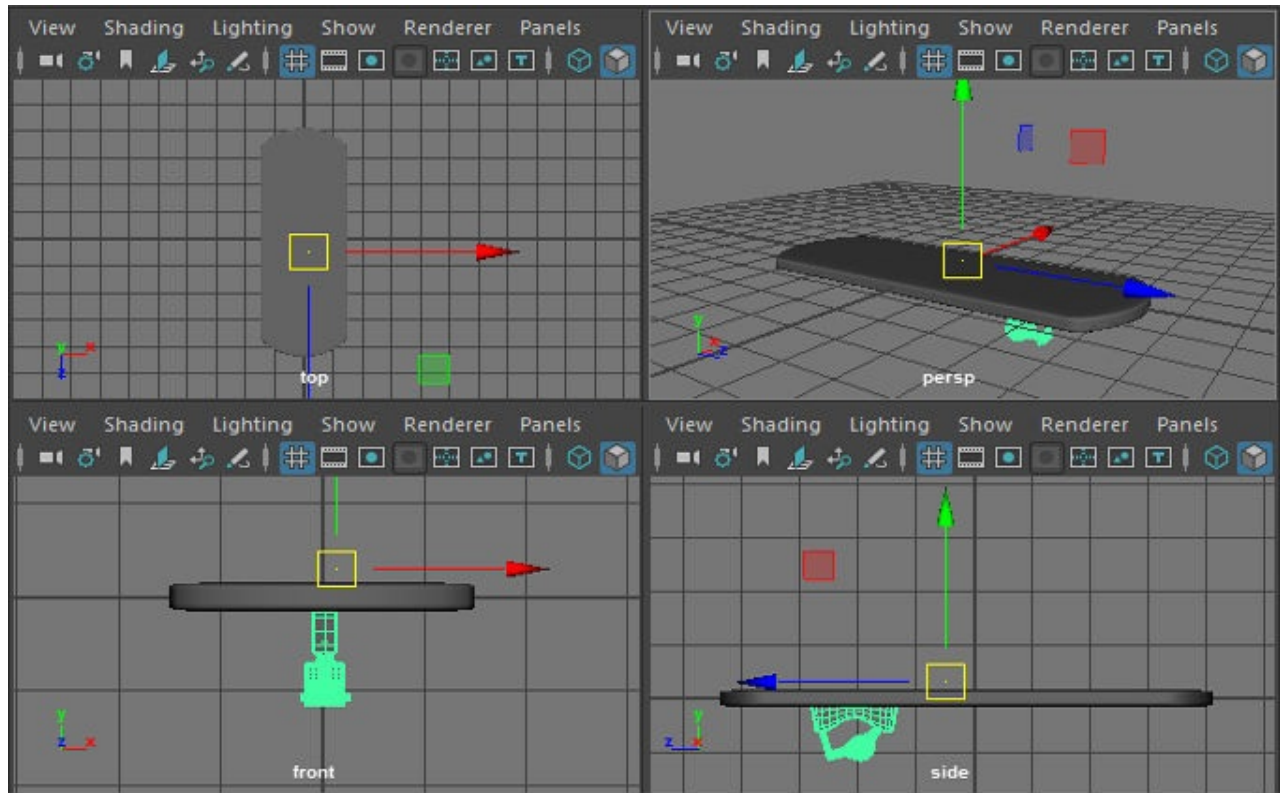 View Shading Lighting Show Renderer Panels
View Shading Lighting Show Renderer Panels
T
T
y x
z
top
y
x
z
persp
View Shading Lighting Show Renderer Panels
View Shading Lighting Show Renderer Panels
T
T
y
z x
front
y
z x
side